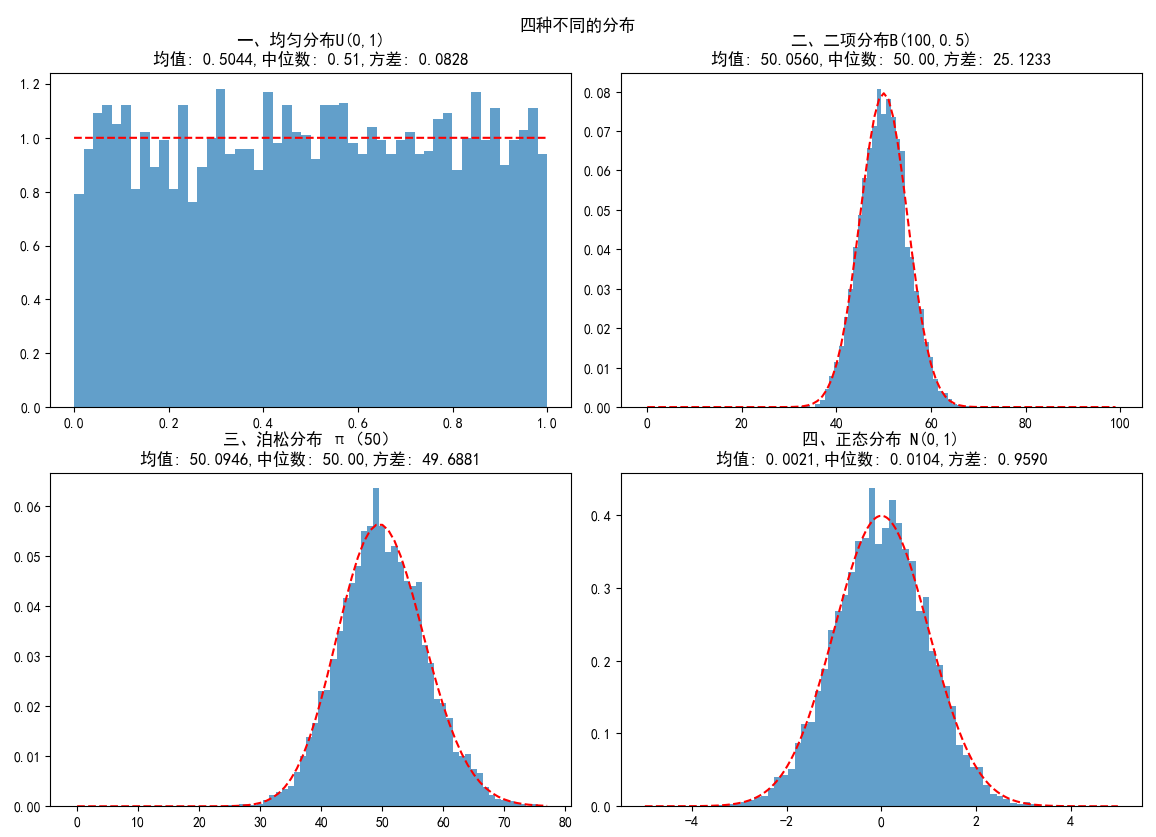 四种不同的分布
一、均匀分布U(0,1)
均值: 0.5044,中位数: 0.51,方差: 0.0828
1.2
1.0
0.8
0.6
0.4
0.2
0.0
0.0 0.2 0.4 0.6 0.8 1.0
二、二项分布B(100,0.5)
均值: 50.0560,中位数: 50.00,方差: 25.1233
0.08
0.07
0.06
0.05
0.04
0.03
0.02
0.01
0.00
0 20 40 60 80 100
三、泊松分布 π (50)
均值: 50.0946,中位数: 50.00,方差: 49.6881
0.06
0.05
0.04
0.03
0.02
0.01
0.00
0 10 20 30 40 50 60 70 80
四、正态分布 N(0,1)
均值: 0.0021,中位数: 0.0104,方差: 0.9590
0.4
0.3
0.2
0.1
0.0
−4 −2 0 2 4